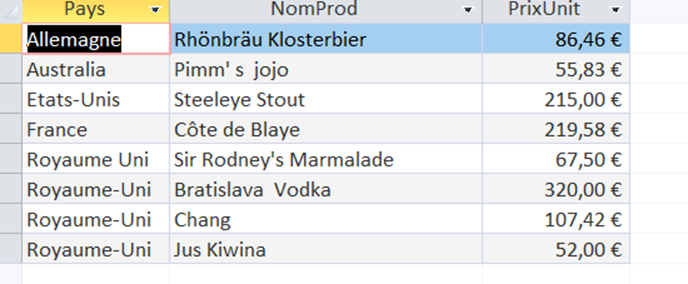 Pays NomProd PrixUnit
Allemagne Rhönbräu Klosterbier 86,46 €
Australia Pimm' s jojo 55,83 €
Etats-Unis Steeleye Stout 215,00 €
France Côte de Blaye 219,58 €
Royaume Uni Sir Rodney's Marmalade 67,50 €
Royaume-Uni Bratislava Vodka 320,00 €
Royaume-Uni Chang 107,42 €
Royaume-Uni Jus Kiwina 52,00 €